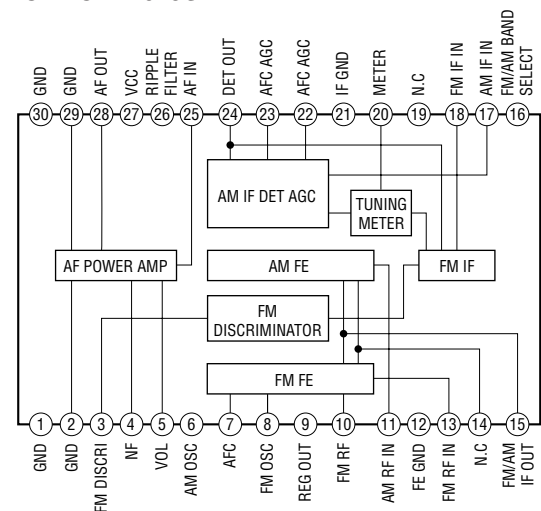 GND
GND
AF OUT
VCC
RIPPLE
FILTER
AF IN
DET OUT
AFC AGC
AFC AGC
IF GND
METER
N.C
FM IF IN
AM IF IN
FM/AM BAND
SELECT
30 29 28 27 26 25 24 23 22 21 20 19 18 17 16
AM IF DET AGC
TUNING
METER
AF POWER AMP
AM FE
FM IF
FM
DISCRIMINATOR
FM FE
1 2 3 4 5 6 7 8 9 10 11 12 13 14 15
GND
GND
FM DISCRI
NF
VOL
AM OSC
AFC
FM OSC
REG OUT
FM RF
AM RF IN
FE GND
FM RF IN
N.C
FM/AM
IF OUT